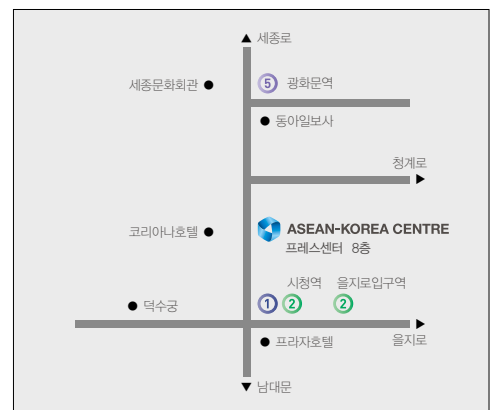 세종로
세종문화회관
5 광화문역
동아일보사
청계로
코리아나호텔
ASEAN-KOREA CENTRE
프레스센터 8층
시청역 을지로입구역
덕수궁
1 2 2
프라자호텔
을지로
남대문